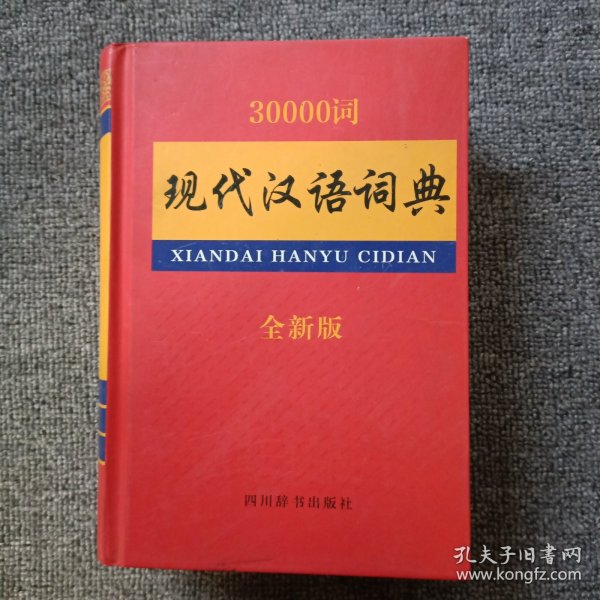 30000词
现代汉语词典
XIANDAI HANYU CIDIAN
全新版
四川辞书出版社
孔夫子旧书网
www.kongfz.com